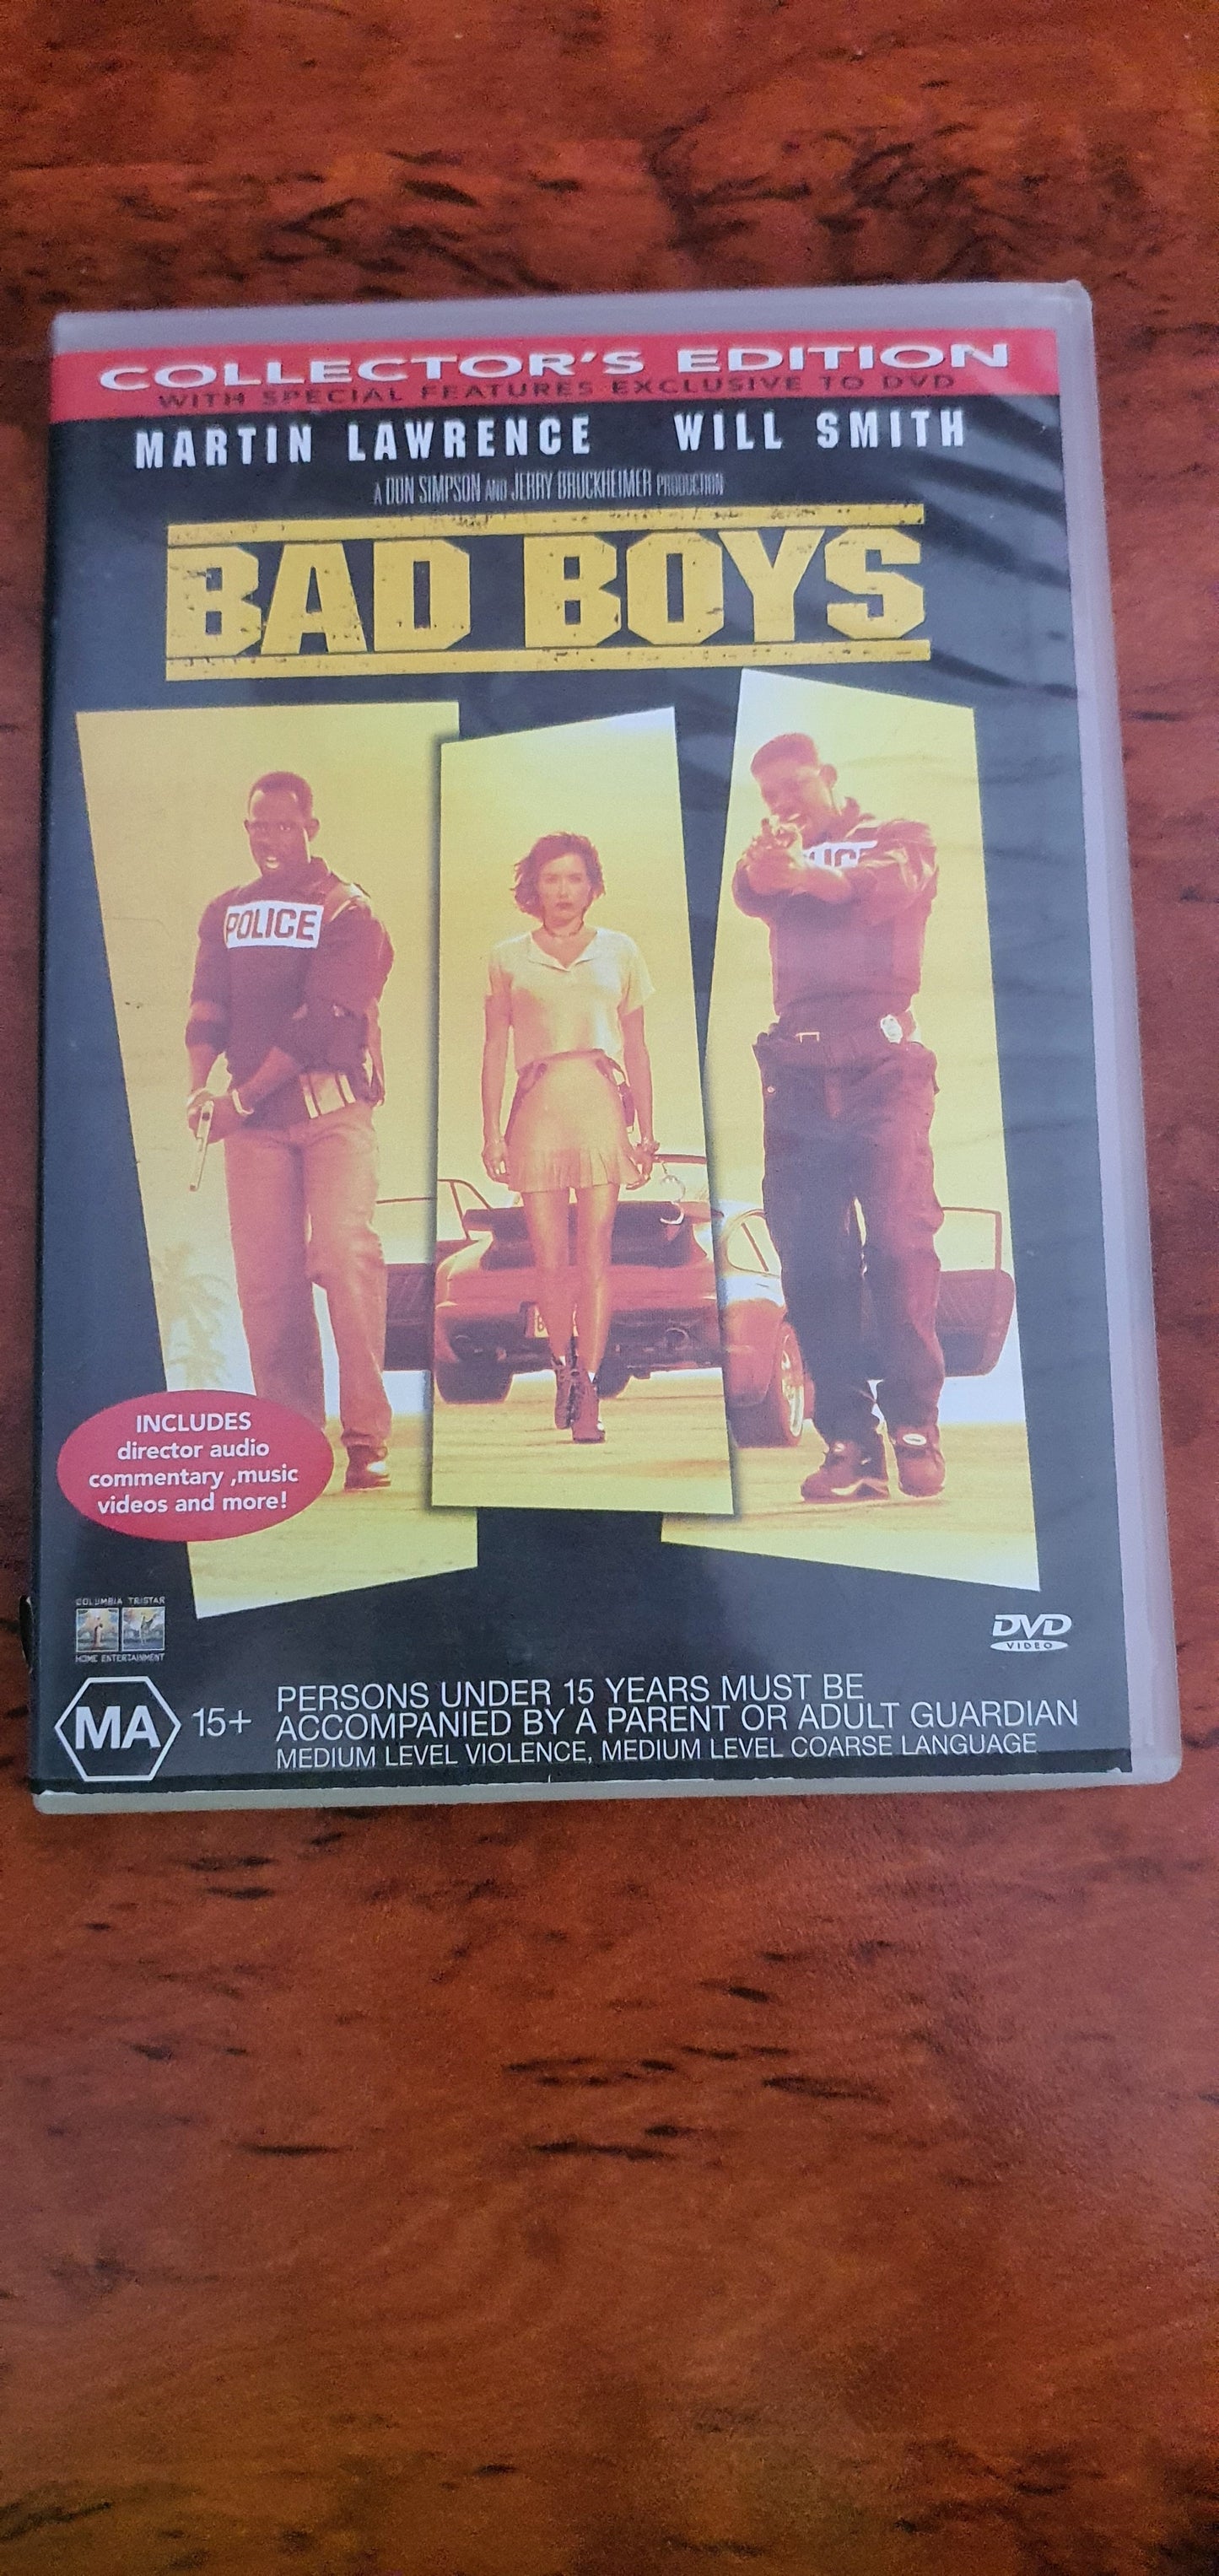 COLLECTOR'S EDITION
WITH SPECIAL FEATURES EXCLUSIVE TO DVD
MARTIN LAWRENCE WILL SMITH
A DON SIMPSON AND JERRY BRUCKHEIMER PRODUCTION
BAD BOYS
POLICE
LICE
INCLUDES
director audio
commentary ,music
videos and more!
COLUMBIA TRISTAR
HOME ENTERTAINMENT
DVD
VIDEO
MA 15+
PERSONS UNDER 15 YEARS MUST BE
ACCOMPANIED BY A PARENT OR ADULT GUARDIAN
MEDIUM LEVEL VIOLENCE, MEDIUM LEVEL COARSE LANGUAGE